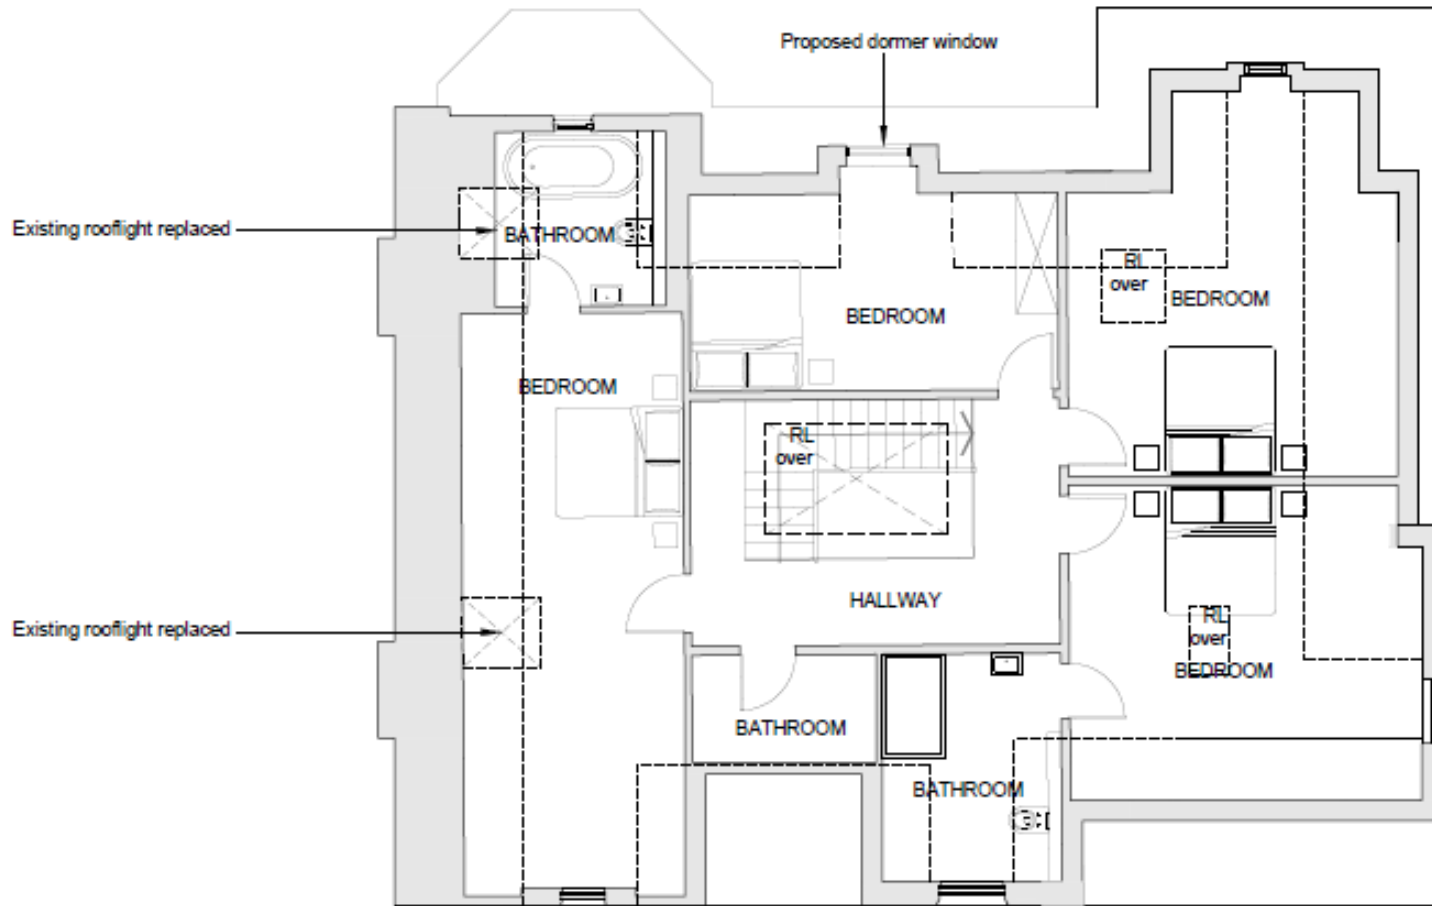 Proposed dormer window
Existing rooflight replaced
BATHROOM
RL
over
BEDROOM
BEDROOM
BEDROOM
RL
over
HALLWAY
Existing rooflight replaced
RL
over
BEDROOM
BATHROOM
BATHROOM